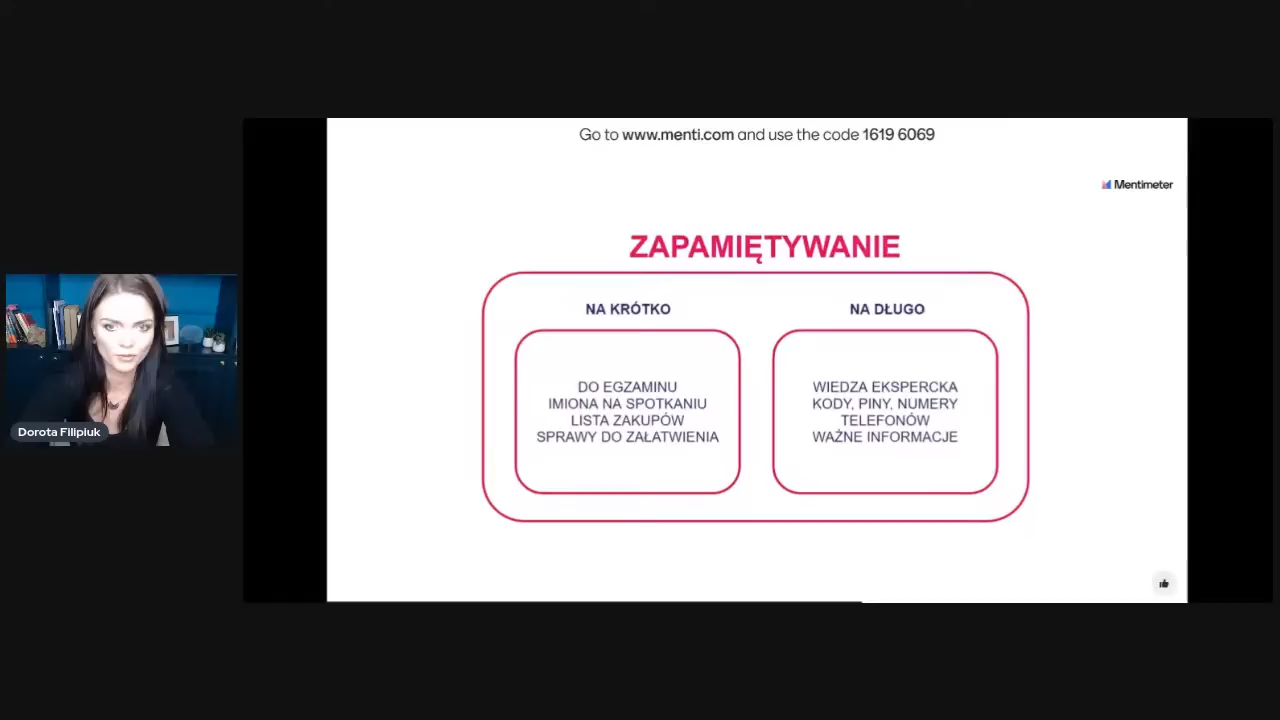 Go to www.menti.com and use the code 1619 6069
Mentimeter
ZAPAMIĘTYWANIE
NA KRÓTKO
DO EGZAMINU
IMIONA NA SPOTKANIU
LISTA ZAKUPÓW
SPRAWY DO ZAŁATWIENIA
NA DŁUGO
WIEDZA EKSPERCKA
KODY, PINY, NUMERY
TELEFONÓW
WAŻNE INFORMACJE
Dorota Filipiuk